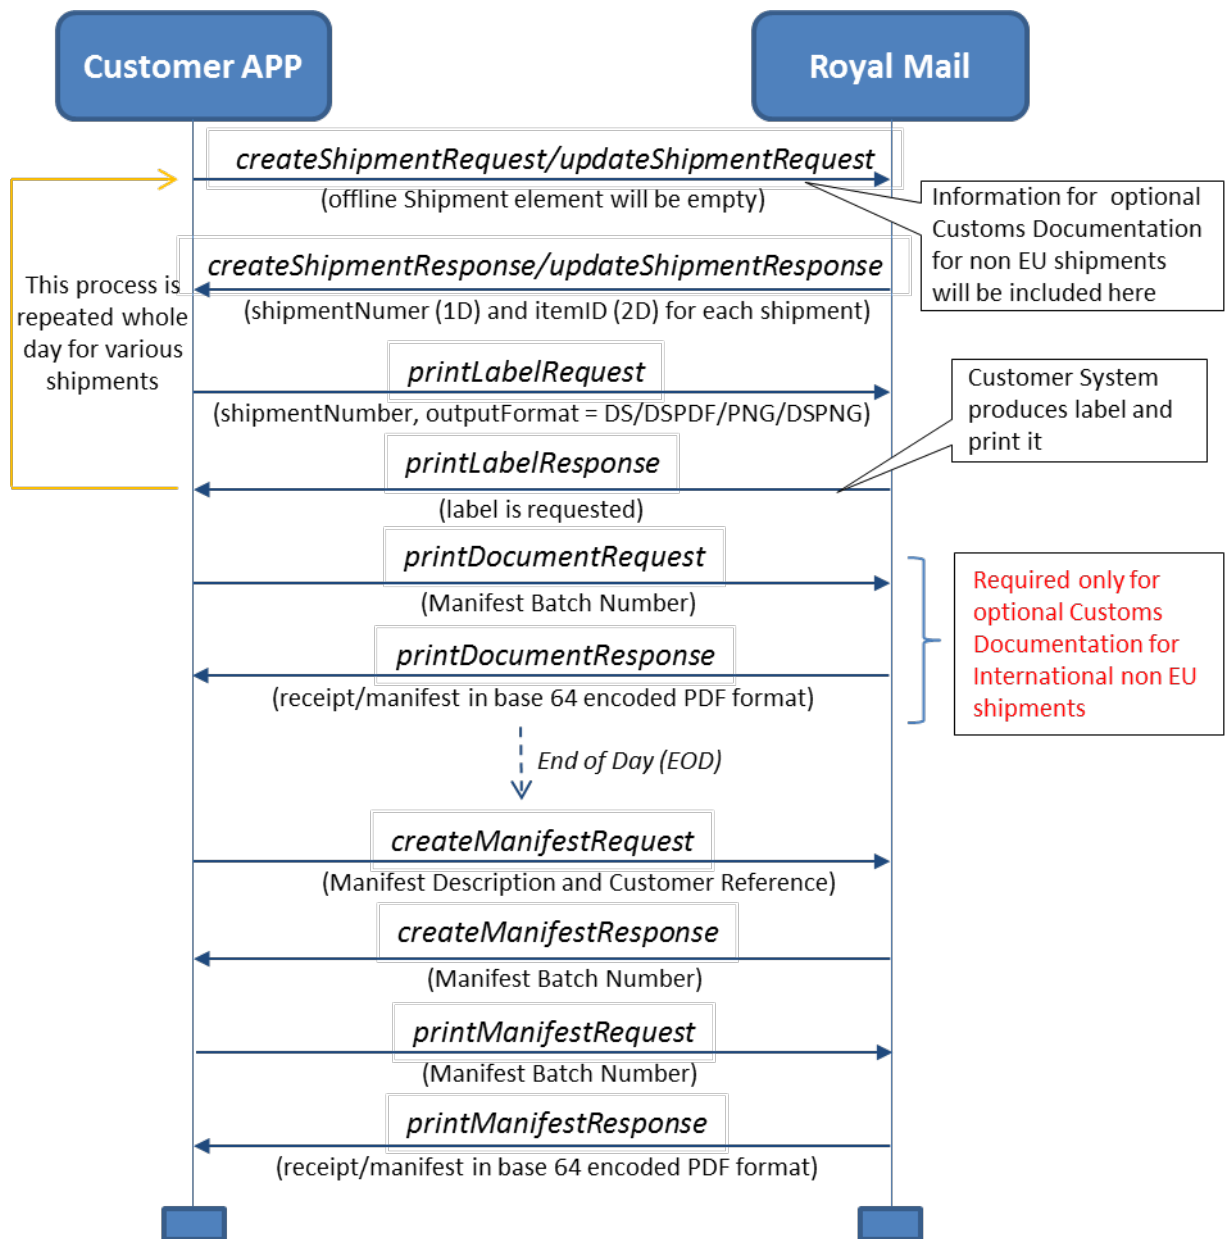 Customer APP
Royal Mail
createShipmentRequest/updateShipmentRequest
(offline Shipment element will be empty)
Information for optional
Customs Documentation
for non EU shipments
will be included here
createShipmentResponse/updateShipmentResponse
(shipmentNumer (1D) and itemID (2D) for each shipment)
This process is
repeated whole
day for various
shipments
printLabelRequest
(shipmentNumber, outputFormat = DS/DSPDF/PNG/DSPNG)
Customer System
produces label and
print it
printLabelResponse
(label is requested)
printDocumentRequest
(Manifest Batch Number)
Required only for
optional Customs
Documentation for
International non EU
shipments
printDocumentResponse
(receipt/manifest in base 64 encoded PDF format)
End of Day (EOD)
createManifestRequest
(Manifest Description and Customer Reference)
createManifestResponse
(Manifest Batch Number)
printManifestRequest
(Manifest Batch Number)
printManifestResponse
(receipt/manifest in base 64 encoded PDF format)